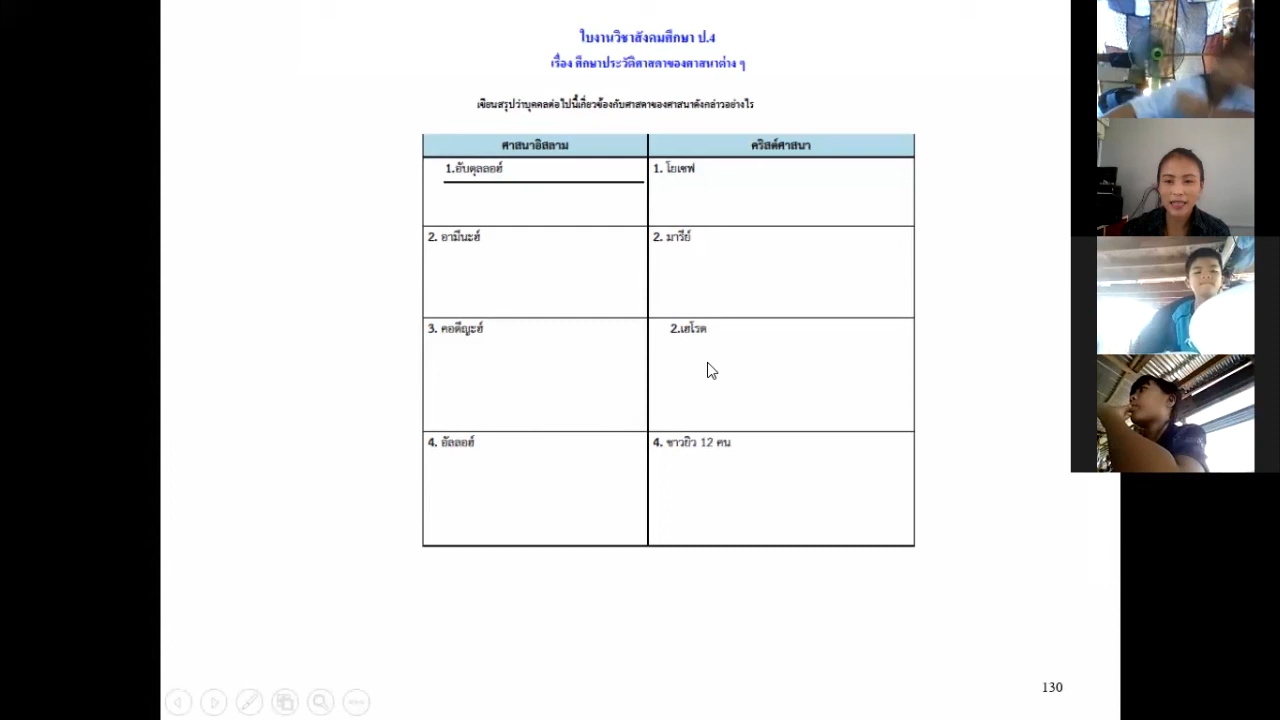 ใบงานวิชาสังคมศึกษา ป.4
เรื่อง ศึกษาประวัติศาสดาของศาสนาต่าง ๆ
เขียนสรุปว่าบุคคลต่อไปนี้เกี่ยวข้องกับศาสดาของศาสนาดังกล่าวอย่างไร
ศาสนาอิสลาม
คริสต์ศาสนา
1.อับดุลลอฮ์
1. โยเซฟ
2. อามีนะฮ์
2. มารีย์
3. คอดีญะฮ์
2.เฮโรด
4. อัลลอฮ์
4. ชาวยิว 12 คน
130